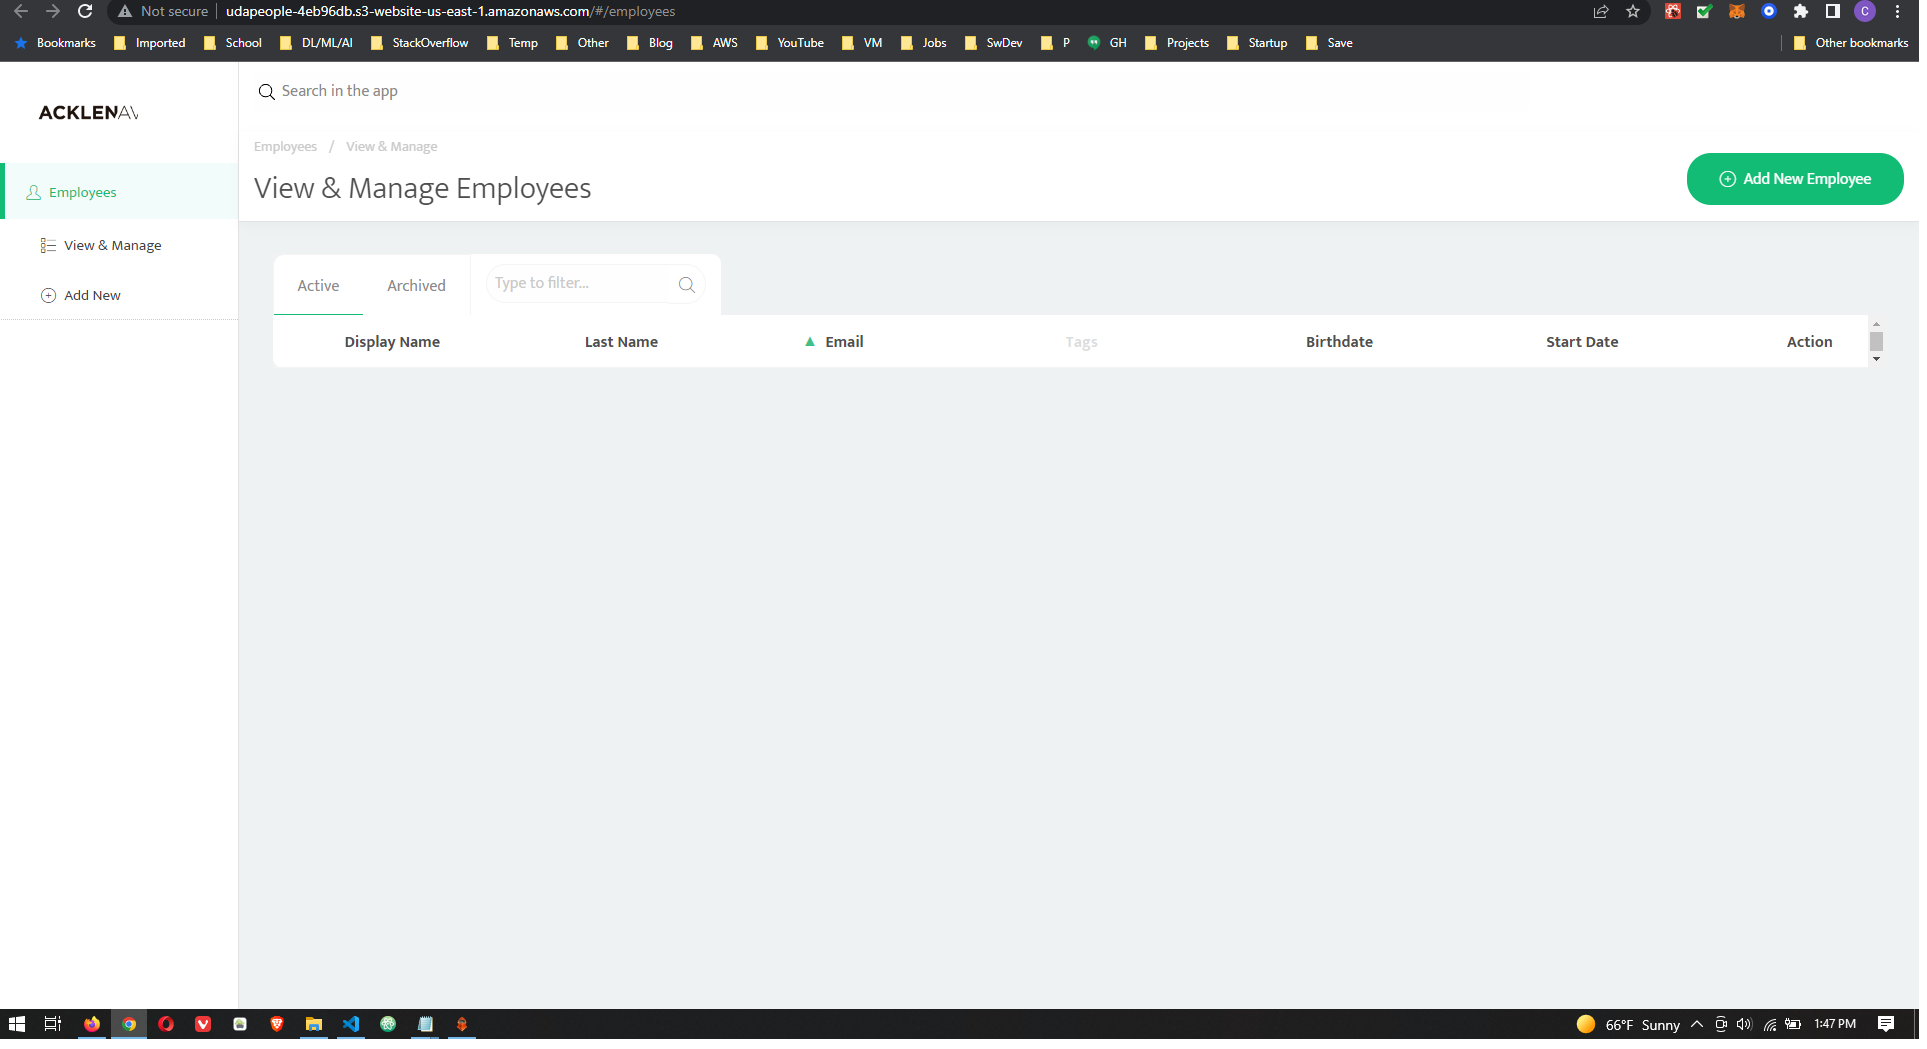 Not secure udapeople-4eb96db.s3-website-us-east-1.amazonaws.com/#/employees C
Bookmarks Imported School DL/ML/AI StackOverflow Temp Other Blog AWS YouTube VM Jobs SwDev P GH Projects Startup Save Other bookmarks
Search in the app
ACKLENAV
Employees / View & Manage
View & Manage Employees
Add New Employee
Employees
View & Manage
Add New
Active Archived Type to filter...
Display Name Last Name Email Tags Birthdate Start Date Action
66°F Sunny 1:47 PM